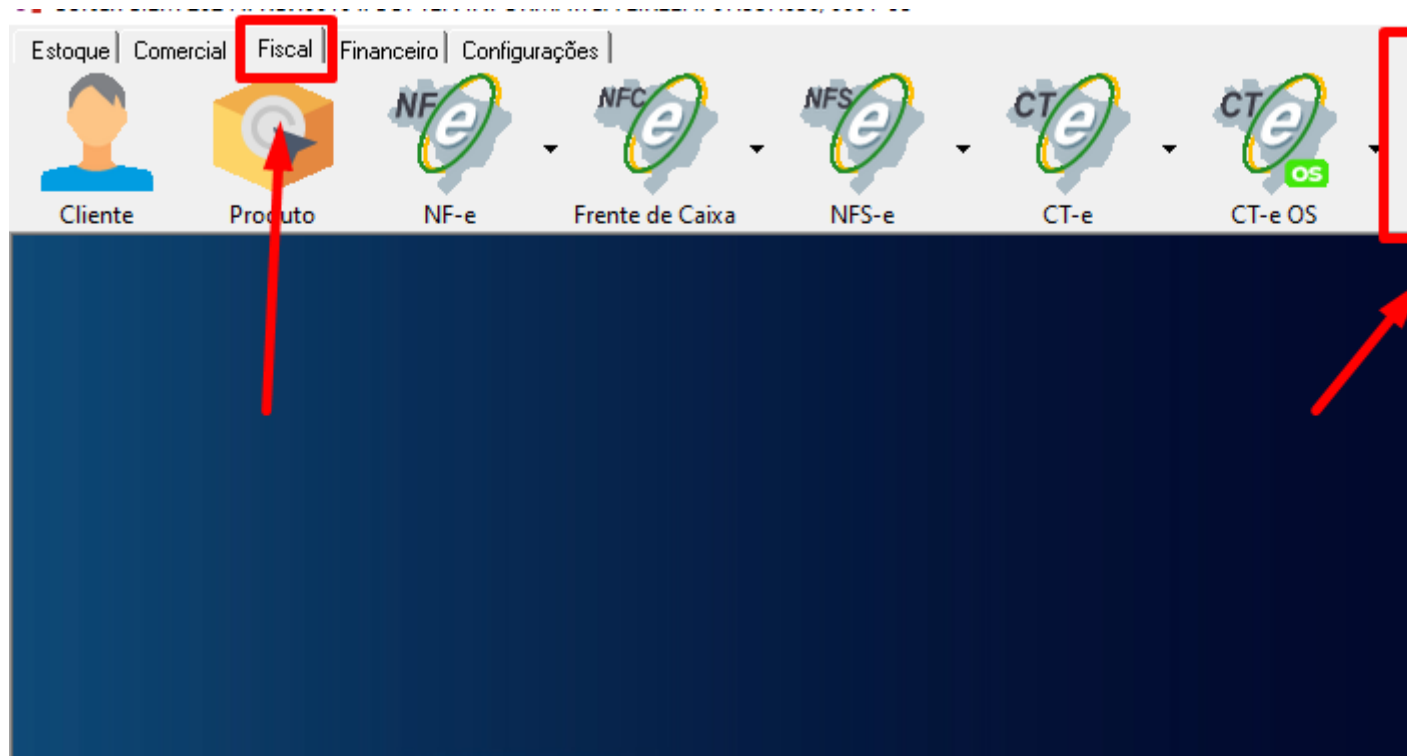 Estoque Comercial Fiscal Financeiro Configurações
NF e NFC e NFS e CT e CT e os
Cliente Produto NF-e Frente de Caixa NFS-e CT-e CT-e OS